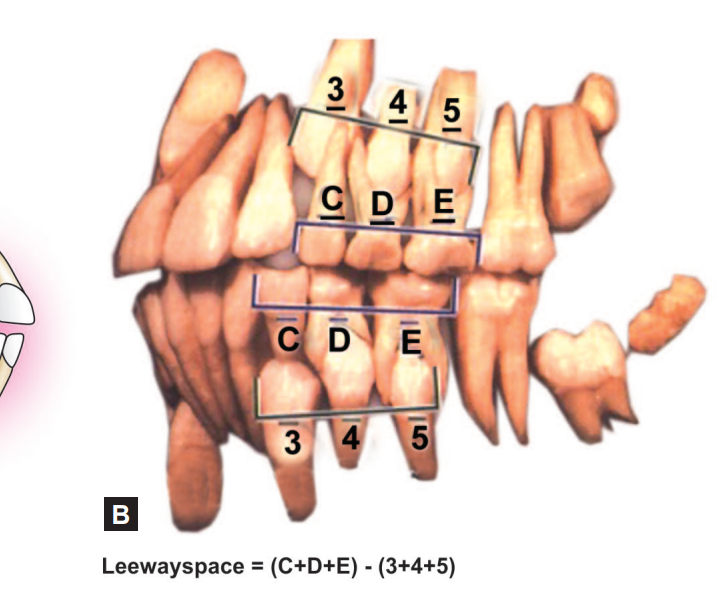 3 4 5
C D E
C D E
3 4 5
B
Leewayspace = (C+D+E) - (3+4+5)